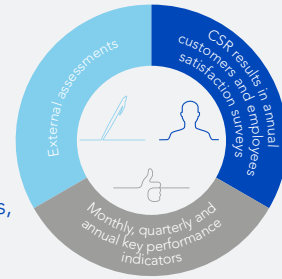 External assessments
CSR results in annual
customers and employees
satisfaction surveys
s,
Monthly, quarterly and
annual key performance
indicators